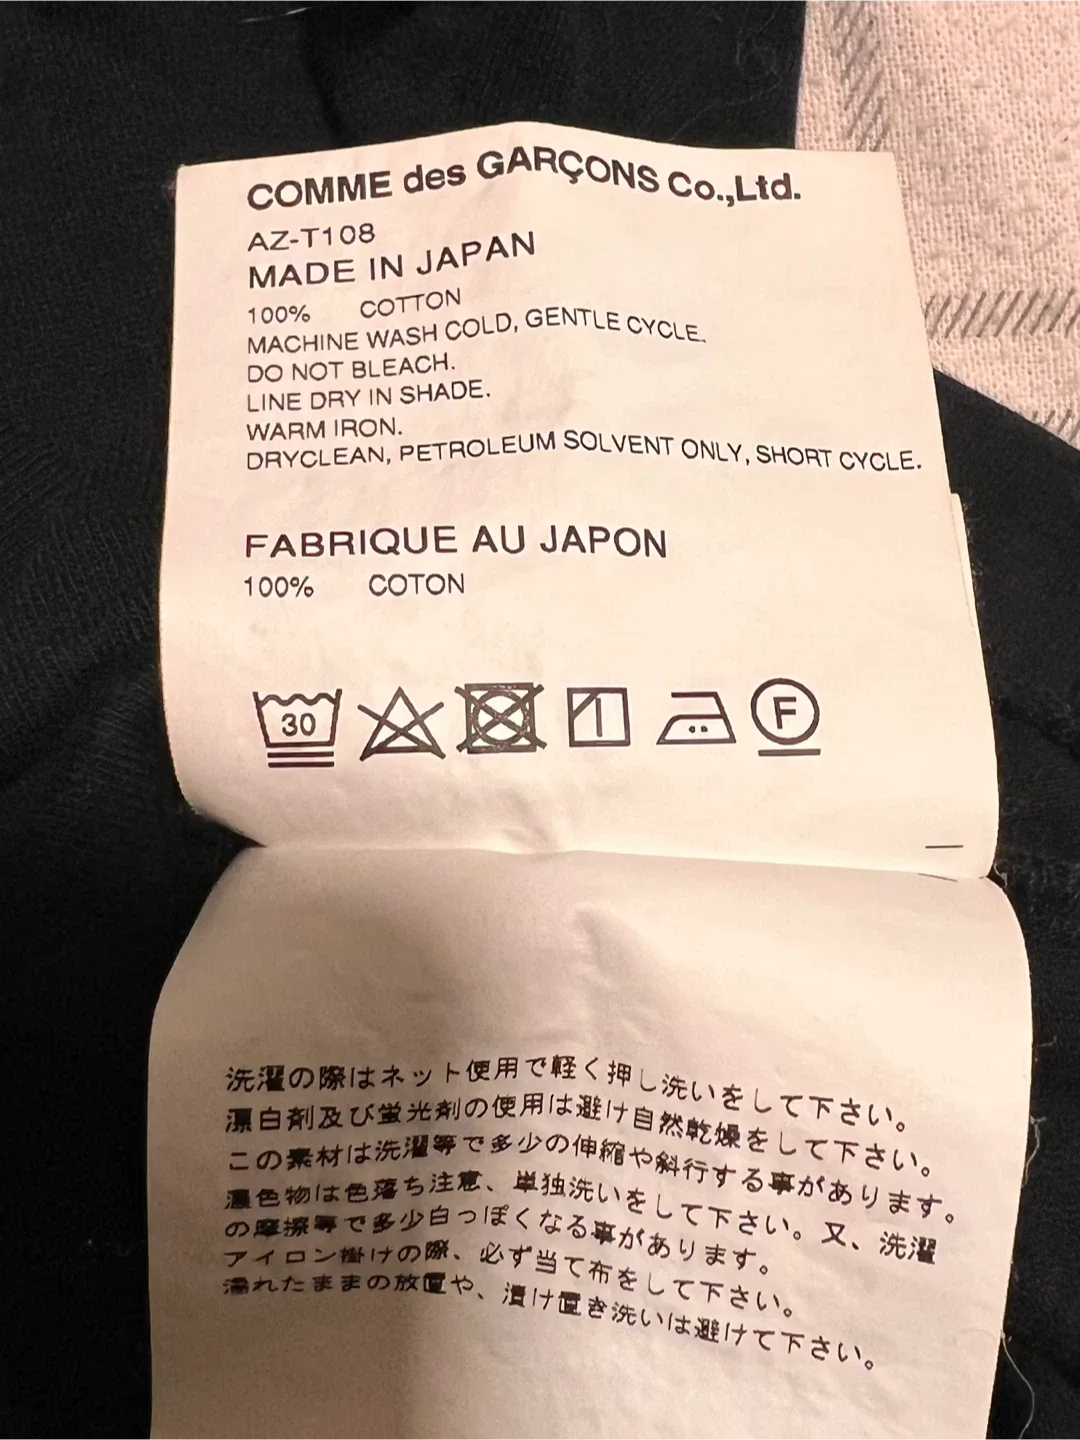 COMME des GARÇONS Co.,Ltd.
AZ-T108
MADE IN JAPAN
100% COTTON
MACHINE WASH COLD, GENTLE CYCLE.
DO NOT BLEACH.
LINE DRY IN SHADE.
WARM IRON.
DRYCLEAN, PETROLEUM SOLVENT ONLY, SHORT CYCLE.
FABRIQUE AU JAPON
100% COTON
30 F
洗濯の際はネット使用で軽く押し洗いをして下さい。
漂白剤及び蛍光剤の使用は避け自然乾燥をして下さい。
この素材は洗濯等で多少の伸縮や斜行する事があります。
濃色物は色落ち注意、単独洗いをして下さい。又、洗濯
の摩擦等で多少白っぽくなる事があります。
アイロン掛けの際、必ず当て布をして下さい。
濡れたままの放置や、漬け置き洗いは避けて下さい。